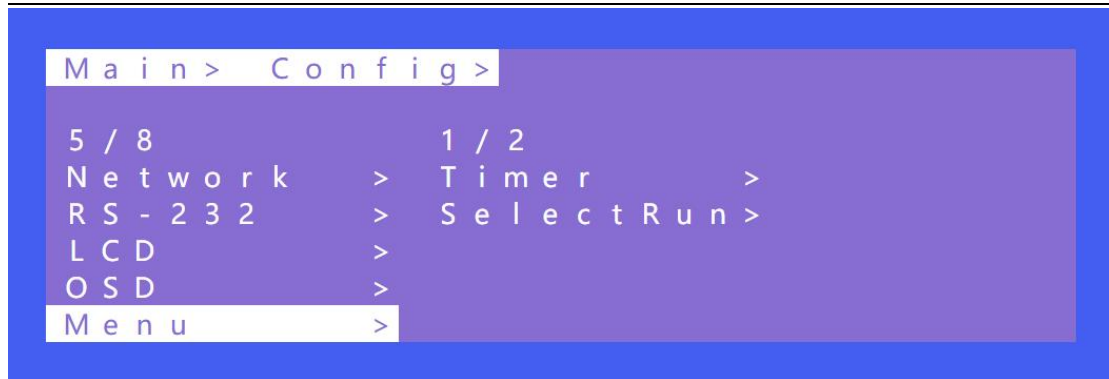 Main> Config>
5/8 1/2
Network > Timer >
RS-232 > SelectRun>
LCD >
OSD >
Menu >